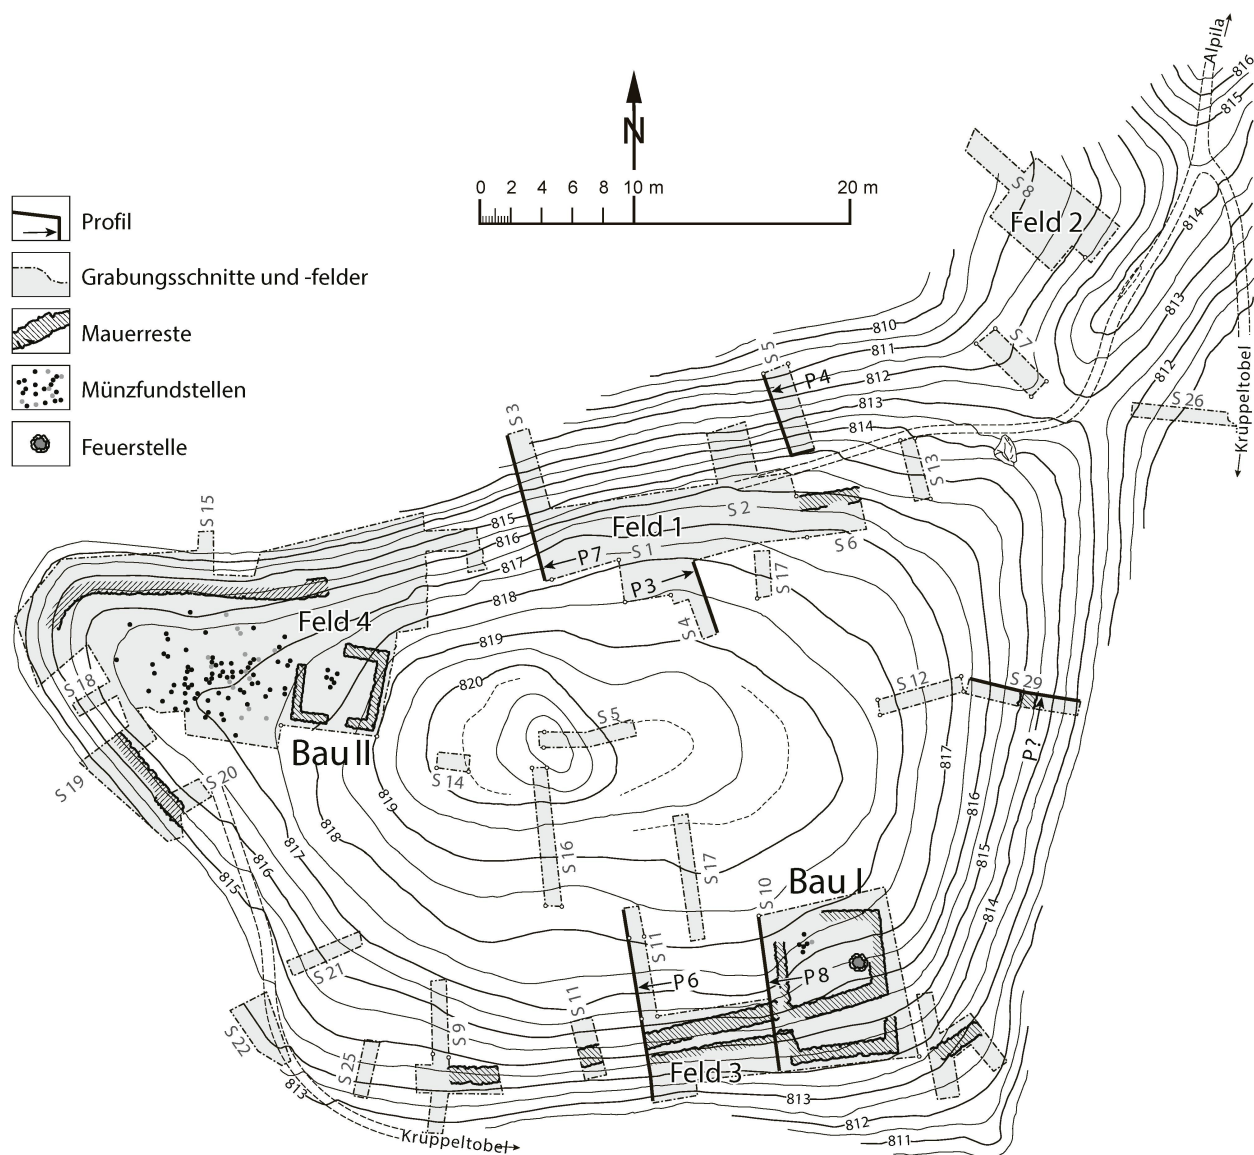 Alpila
816
815
N
0 2 4 6 8 10 m 20 m
Profil
Grabungsschnitte und -felder
Mauerreste
Münzfundstellen
Feuerstelle
S 8
Feld 2
814
813
812
Krüppeltobel
S 26
S 7
810
811
812
813
814
S 5
P4
S 3
S 13
S 15
815
816
817
818
819
820
Feld 1
S 2
S 1
S 6
P7
P3
S 4
S 17
Feld 4
S 18
S 19
S 20
Bau II
S 5
S 14
S 12
S 29
P?
817
816
815
814
819
818
817
816
815
S 16
S 17
S 10
Bau I
S 11
P6
P8
S 21
S 22
S 25
S 9
S 11
Feld 3
813
813
812
811
Krüppeltobel